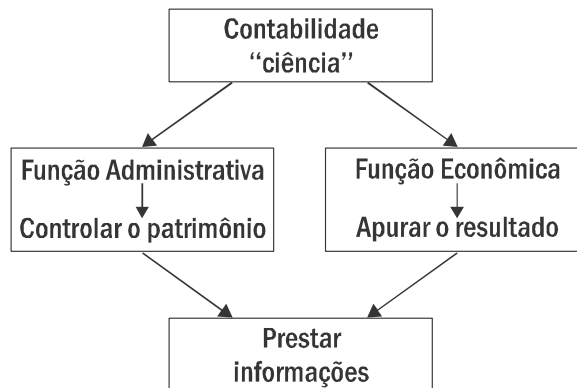 Contabilidade
“ciência”
Função Administrativa
Controlar o patrimônio
Função Econômica
Apurar o resultado
Prestar
informações